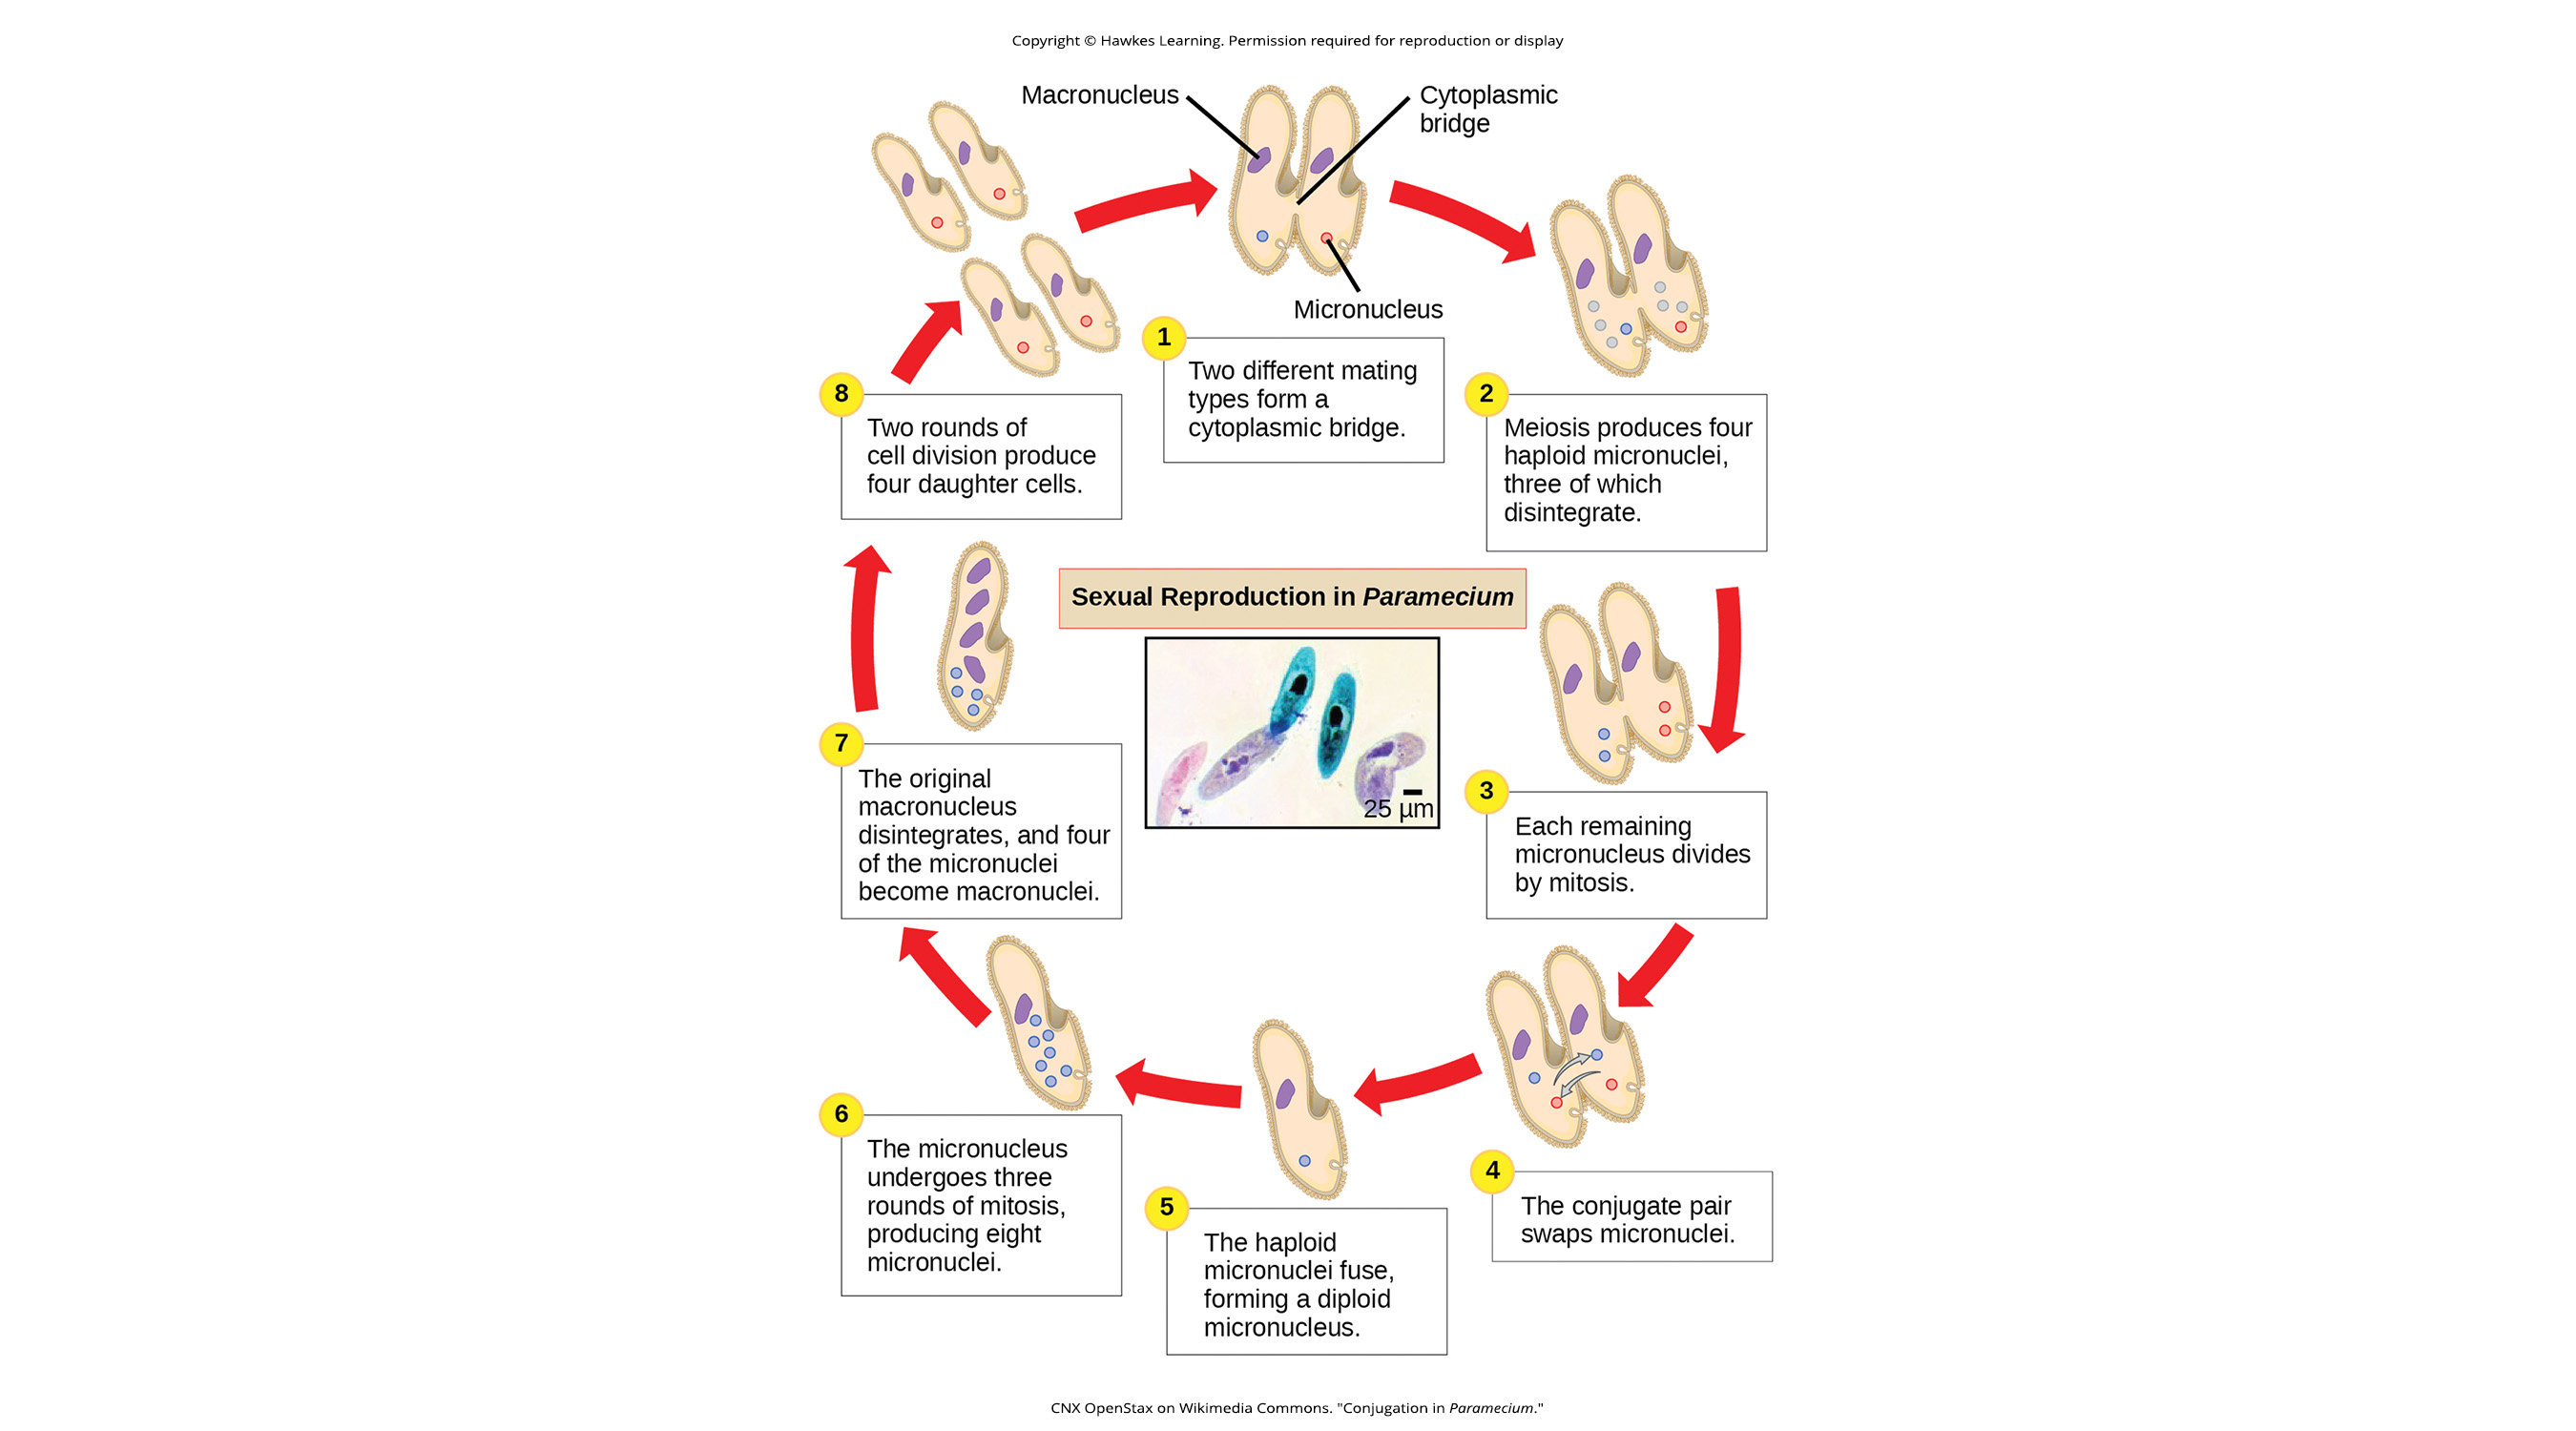 Copyright © Hawkes Learning. Permission required for reproduction or display
Macronucleus
Cytoplasmic
bridge
Micronucleus
1
Two different mating
types form a
cytoplasmic bridge.
2
Meiosis produces four
haploid micronuclei,
three of which
disintegrate.
8
Two rounds of
cell division produce
four daughter cells.
Sexual Reproduction in Paramecium
25 µm
3
Each remaining
micronucleus divides
by mitosis.
7
The original
macronucleus
disintegrates, and four
of the micronuclei
become macronuclei.
4
The conjugate pair
swaps micronuclei.
5
The haploid
micronuclei fuse,
forming a diploid
micronucleus.
6
The micronucleus
undergoes three
rounds of mitosis,
producing eight
micronuclei.
CNX OpenStax on Wikimedia Commons. "Conjugation in Paramecium."